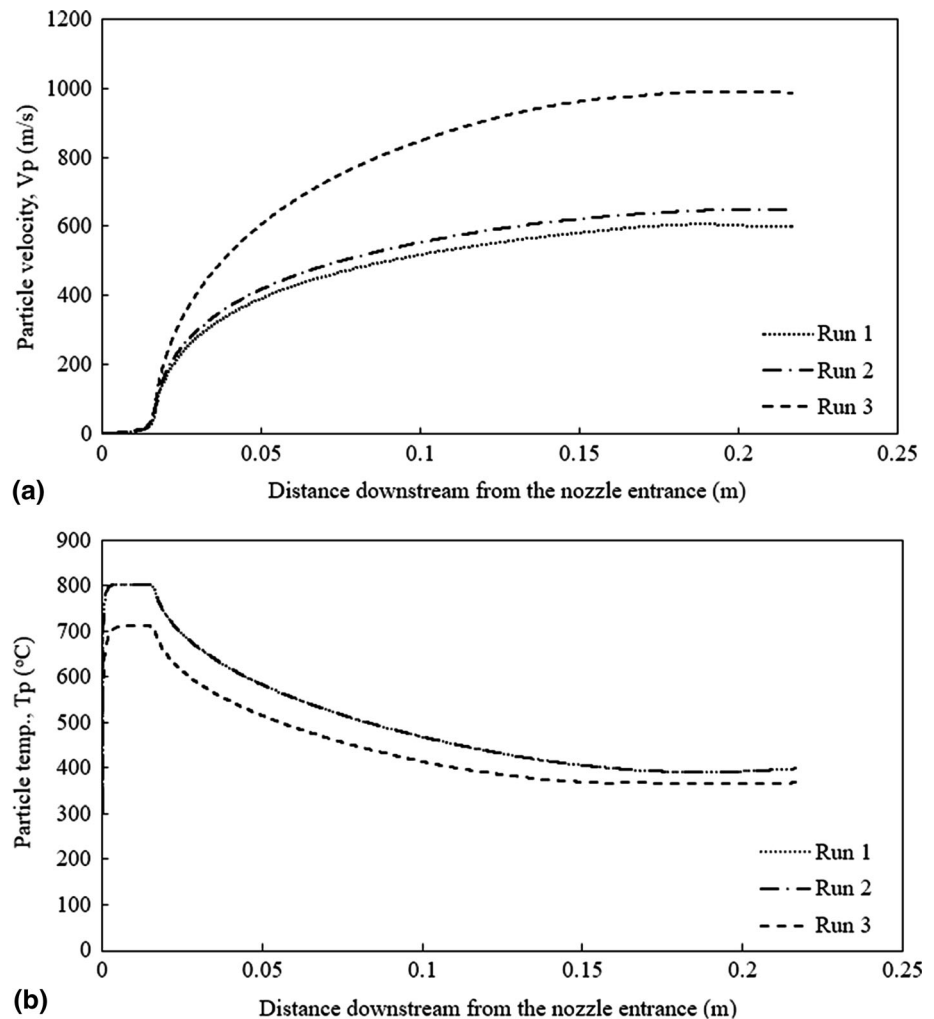 1200
1000
800
600
400
200
0
Particle velocity, Vp (m/s)
Run 1
Run 2
Run 3
0 0.05 0.1 0.15 0.2 0.25
(a)
Distance downstream from the nozzle entrance (m)
900
800
700
600
500
400
300
200
100
0
Particle temp., Tp (°C)
Run 1
Run 2
Run 3
0 0.05 0.1 0.15 0.2 0.25
(b)
Distance downstream from the nozzle entrance (m)